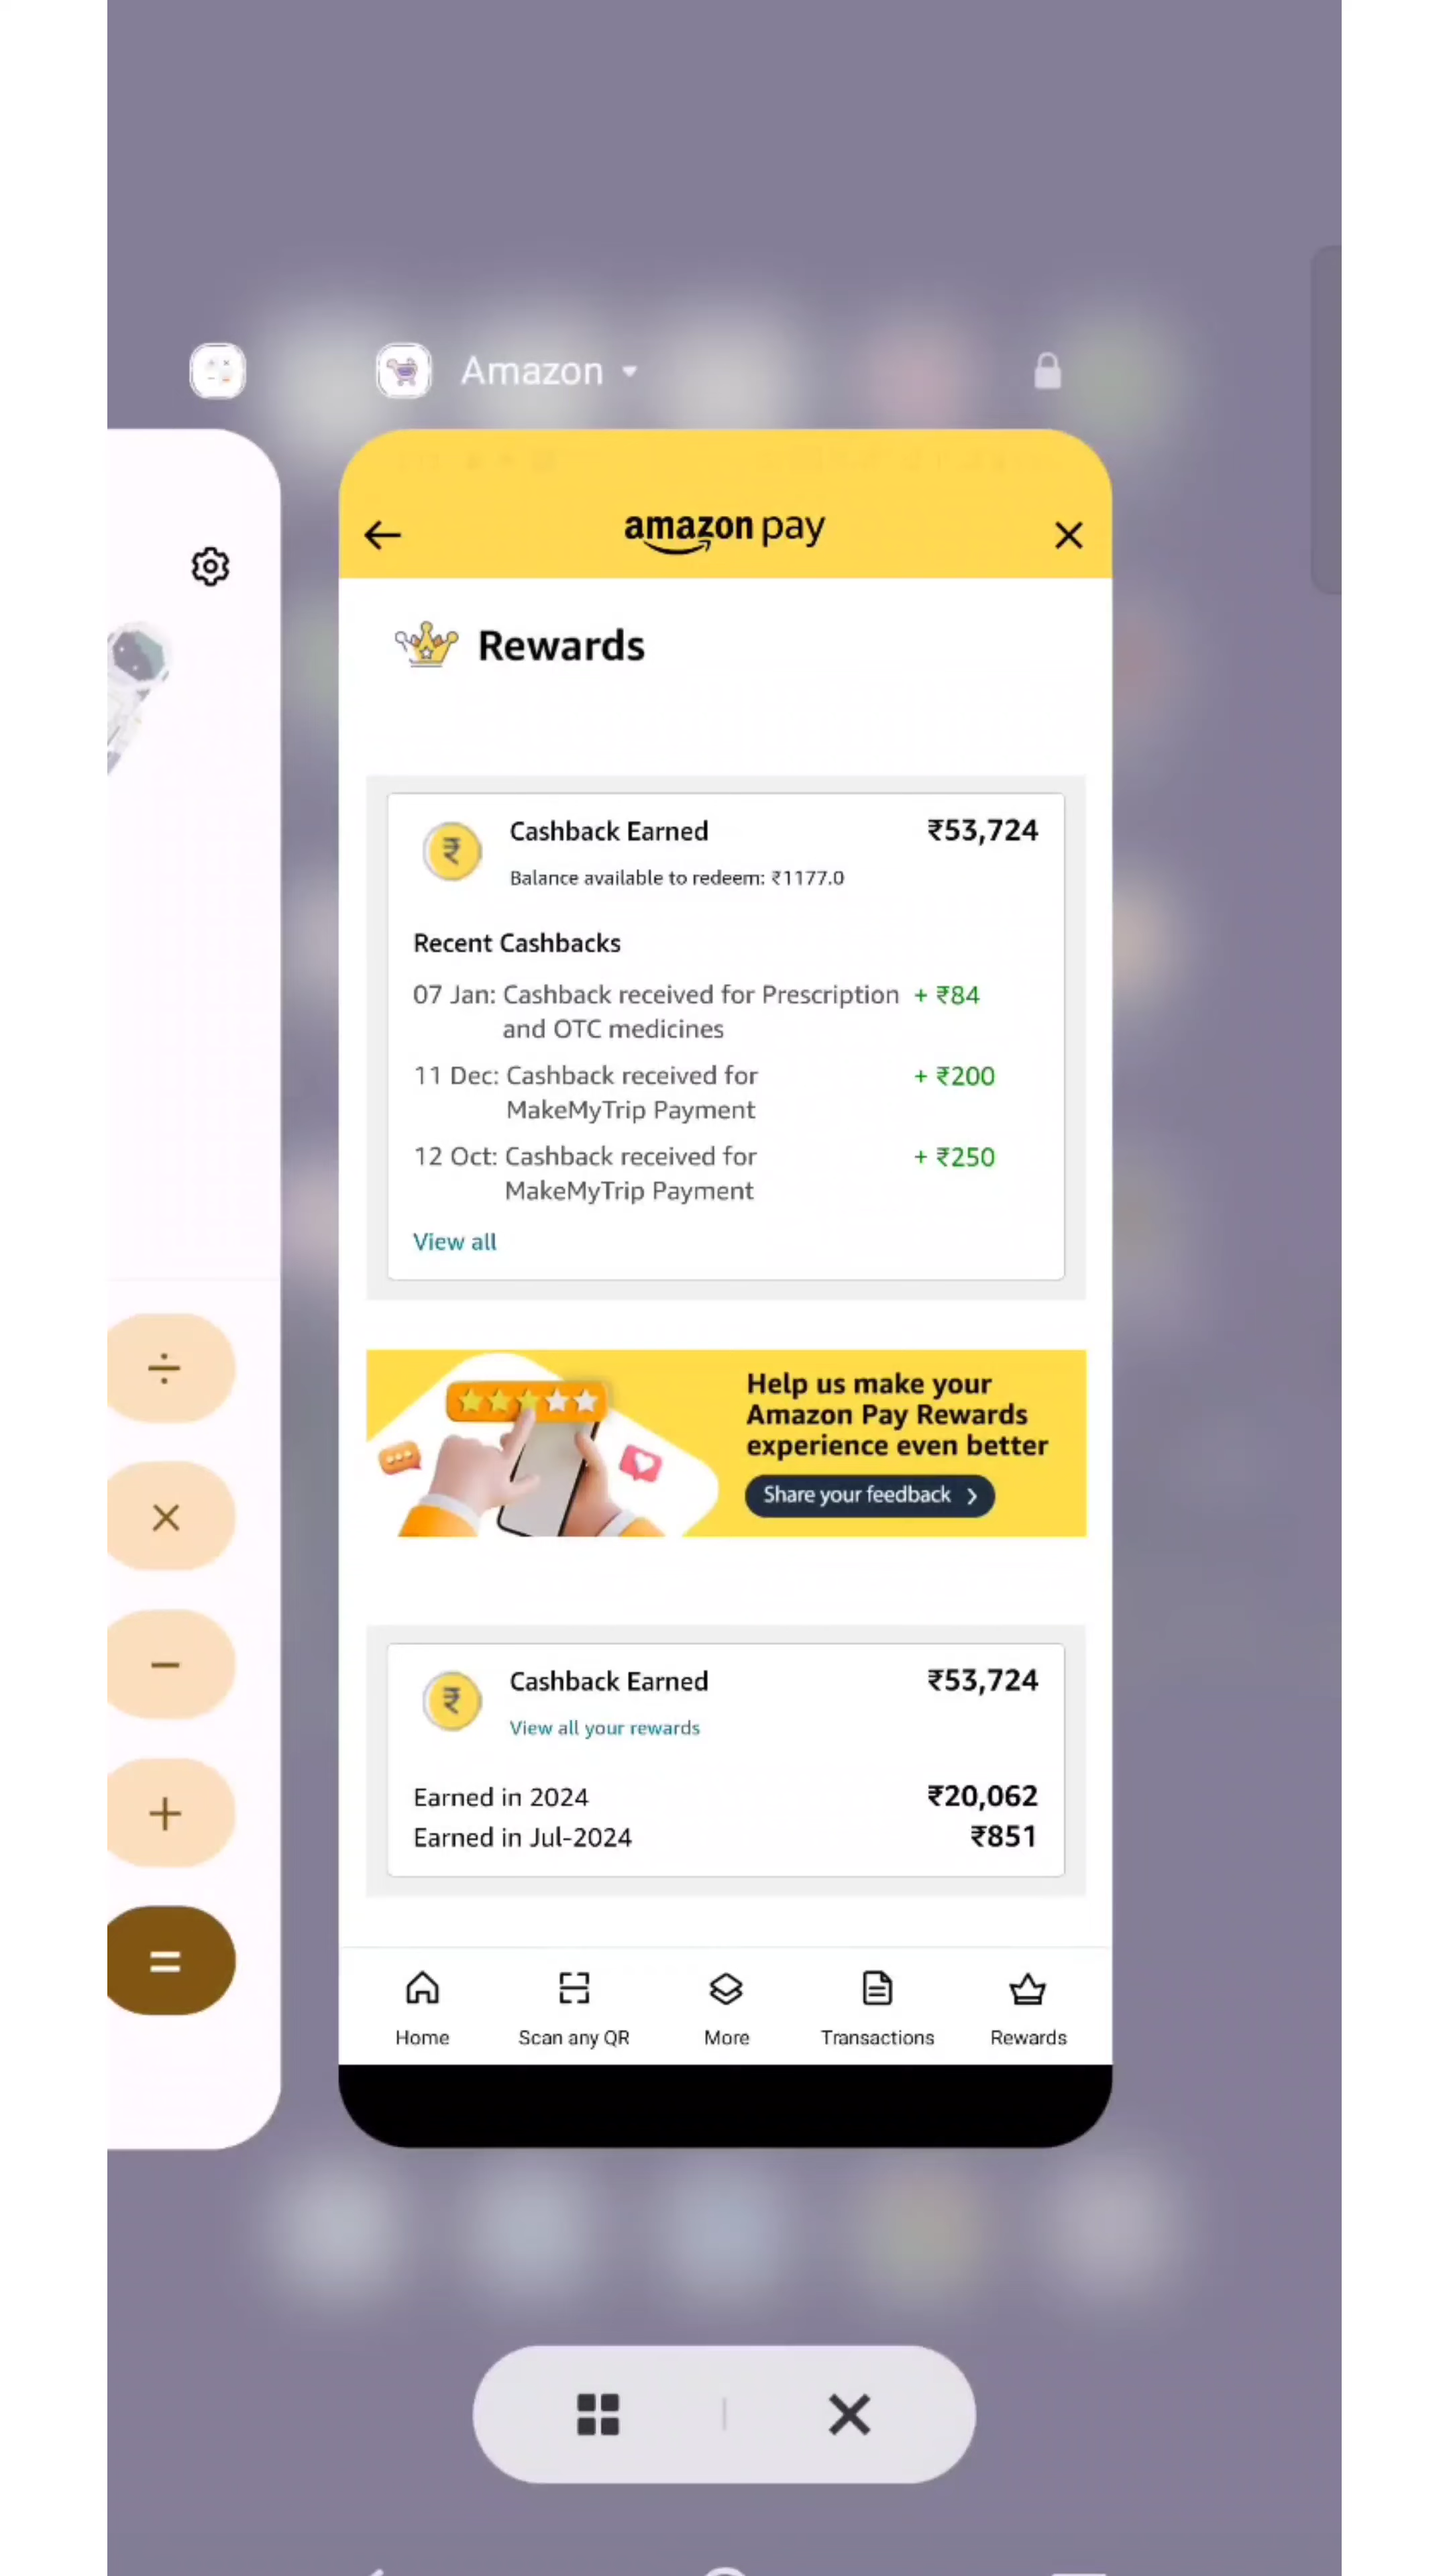 Amazon
amazon pay
Rewards
Cashback Earned ₹53,724
Balance available to redeem: ₹1177.0
Recent Cashbacks
07 Jan: Cashback received for Prescription + ₹84
and OTC medicines
11 Dec: Cashback received for + ₹200
MakeMyTrip Payment
12 Oct: Cashback received for + ₹250
MakeMyTrip Payment
View all
Help us make your
Amazon Pay Rewards
experience even better
Share your feedback
Cashback Earned ₹53,724
View all your rewards
Earned in 2024 ₹20,062
Earned in Jul-2024 ₹851
÷
×
−
+
=
Home Scan any QR More Transactions Rewards